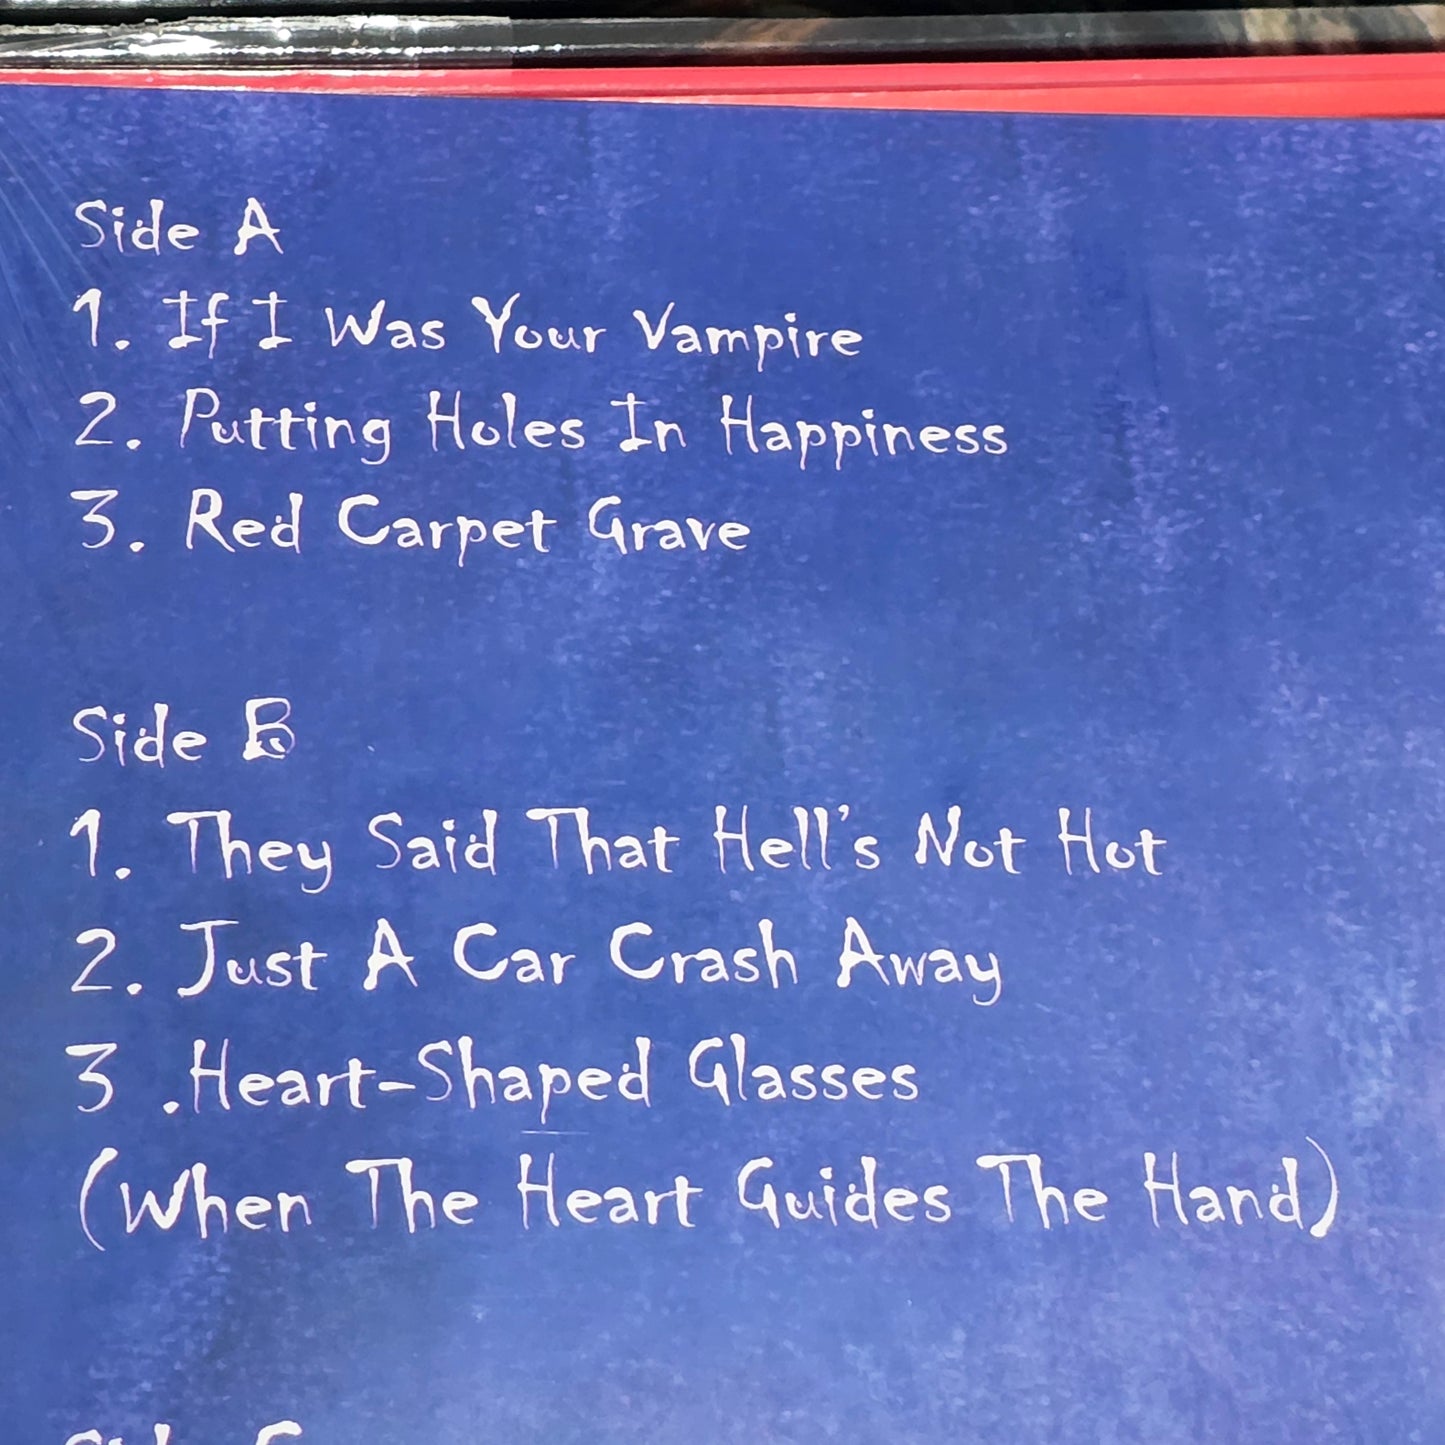 Side A
1. If I Was Your Vampire
2. Putting Holes In Happiness
3. Red Carpet Grave
Side B
1. They Said That Hell's Not Hot
2. Just A Car Crash Away
3 .Heart-Shaped Glasses
(When The Heart Guides The Hand)